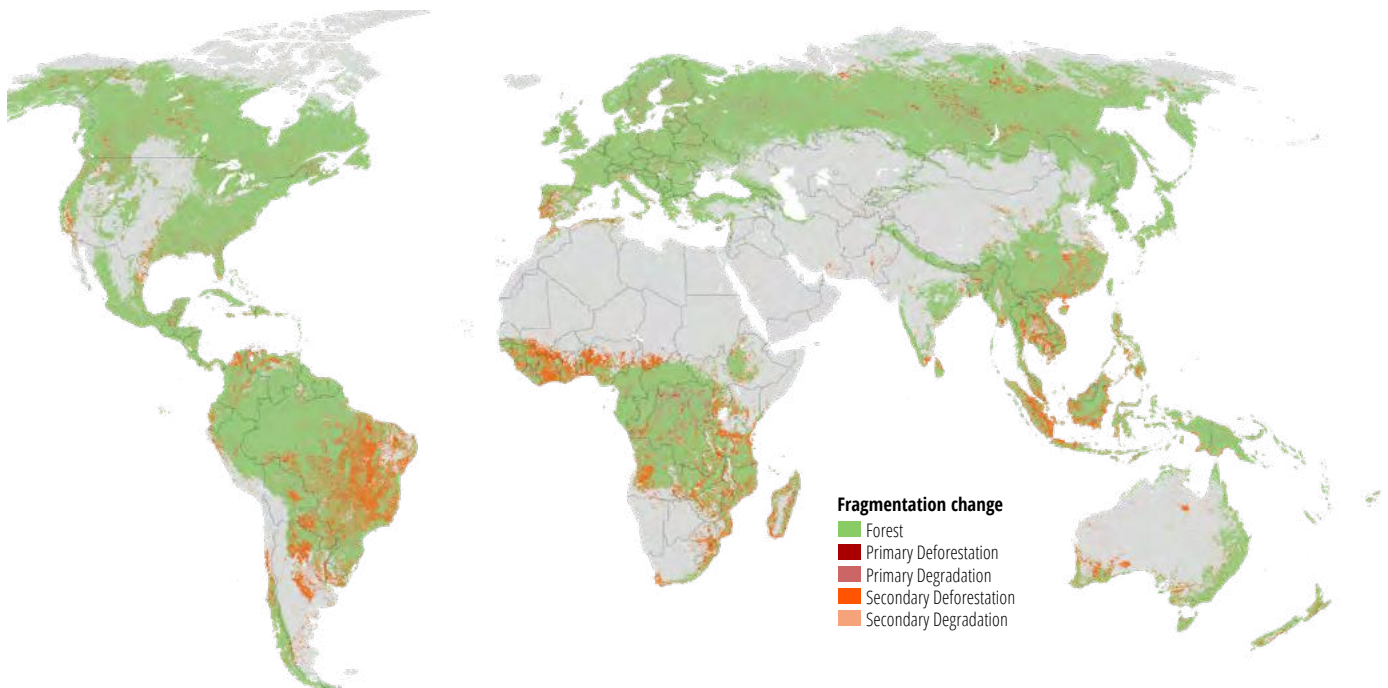 Fragmentation change
Forest
Primary Deforestation
Primary Degradation
Secondary Deforestation
Secondary Degradation